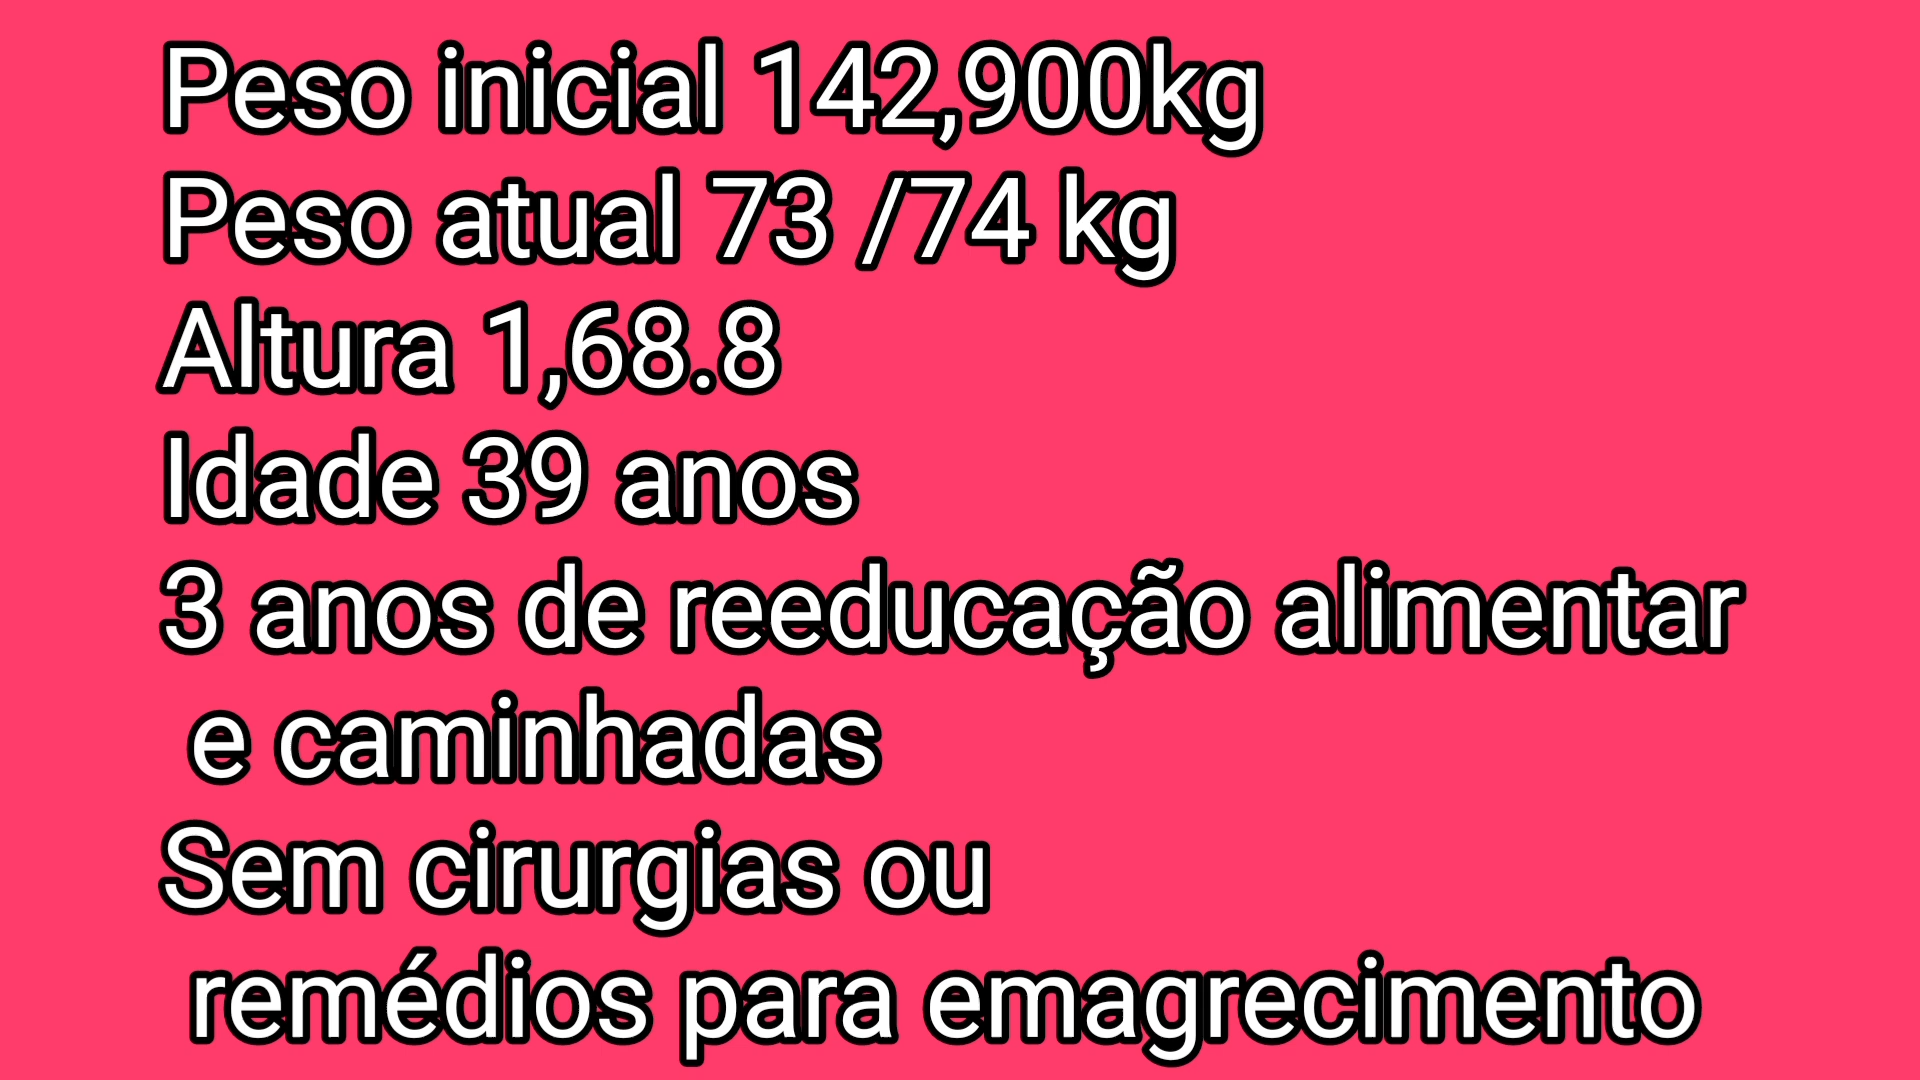 Peso inicial 142,900kg
Peso atual 73 /74 kg
Altura 1,68.8
Idade 39 anos
3 anos de reeducação alimentar
e caminhadas
Sem cirurgias ou
remédios para emagrecimento